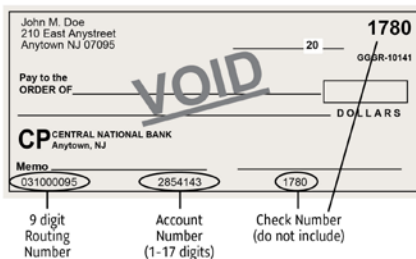 John M. Doe
210 East Anystreet
Anytown NJ 07095
1780
20
GGGR-10141
Pay to the
ORDER OF
VOID
DOLLARS
CP CENTRAL NATIONAL BANK
Anytown, NJ
Memo
031000095 2854143 1780
9 digit
Routing
Number
Account
Number
(1-17 digits)
Check Number
(do not include)